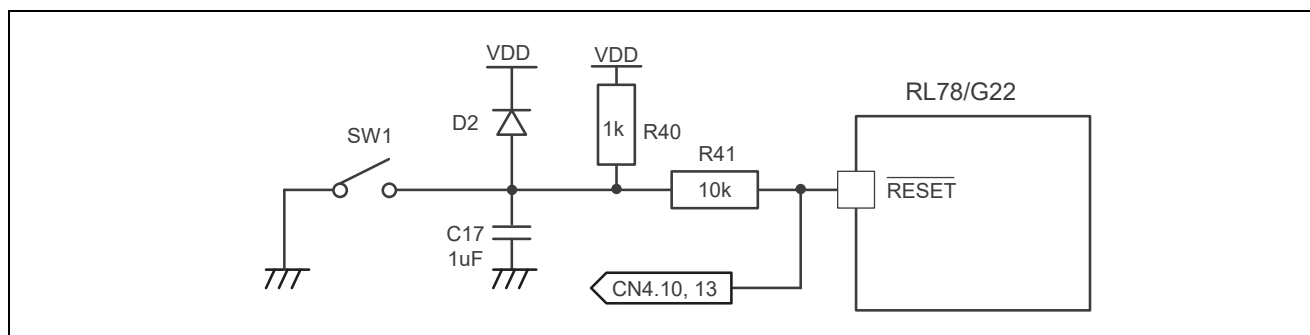 VDD
VDD
RL78/G22
D2
SW1
1k
R40
R41
10k
RESET
C17
1uF
CN4.10, 13